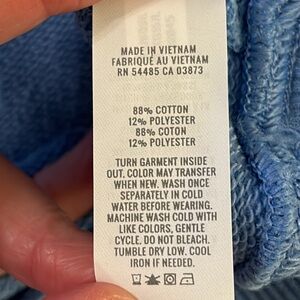 MADE IN VIETNAM
FABRIQUÉ AU VIETNAM
RN 54485 CA 03873
88% COTTON
12% POLYESTER
88% COTON
12% POLYESTER
TURN GARMENT INSIDE
OUT, COLOR MAY TRANSFER
WHEN NEW. WASH ONCE
SEPARATELY IN COLD
WATER BEFORE WEARING.
MACHINE WASH COLD WITH
LIKE COLORS, GENTLE
CYCLE. DO NOT BLEACH.
TUMBLE DRY LOW. COOL
IRON IF NEEDED.